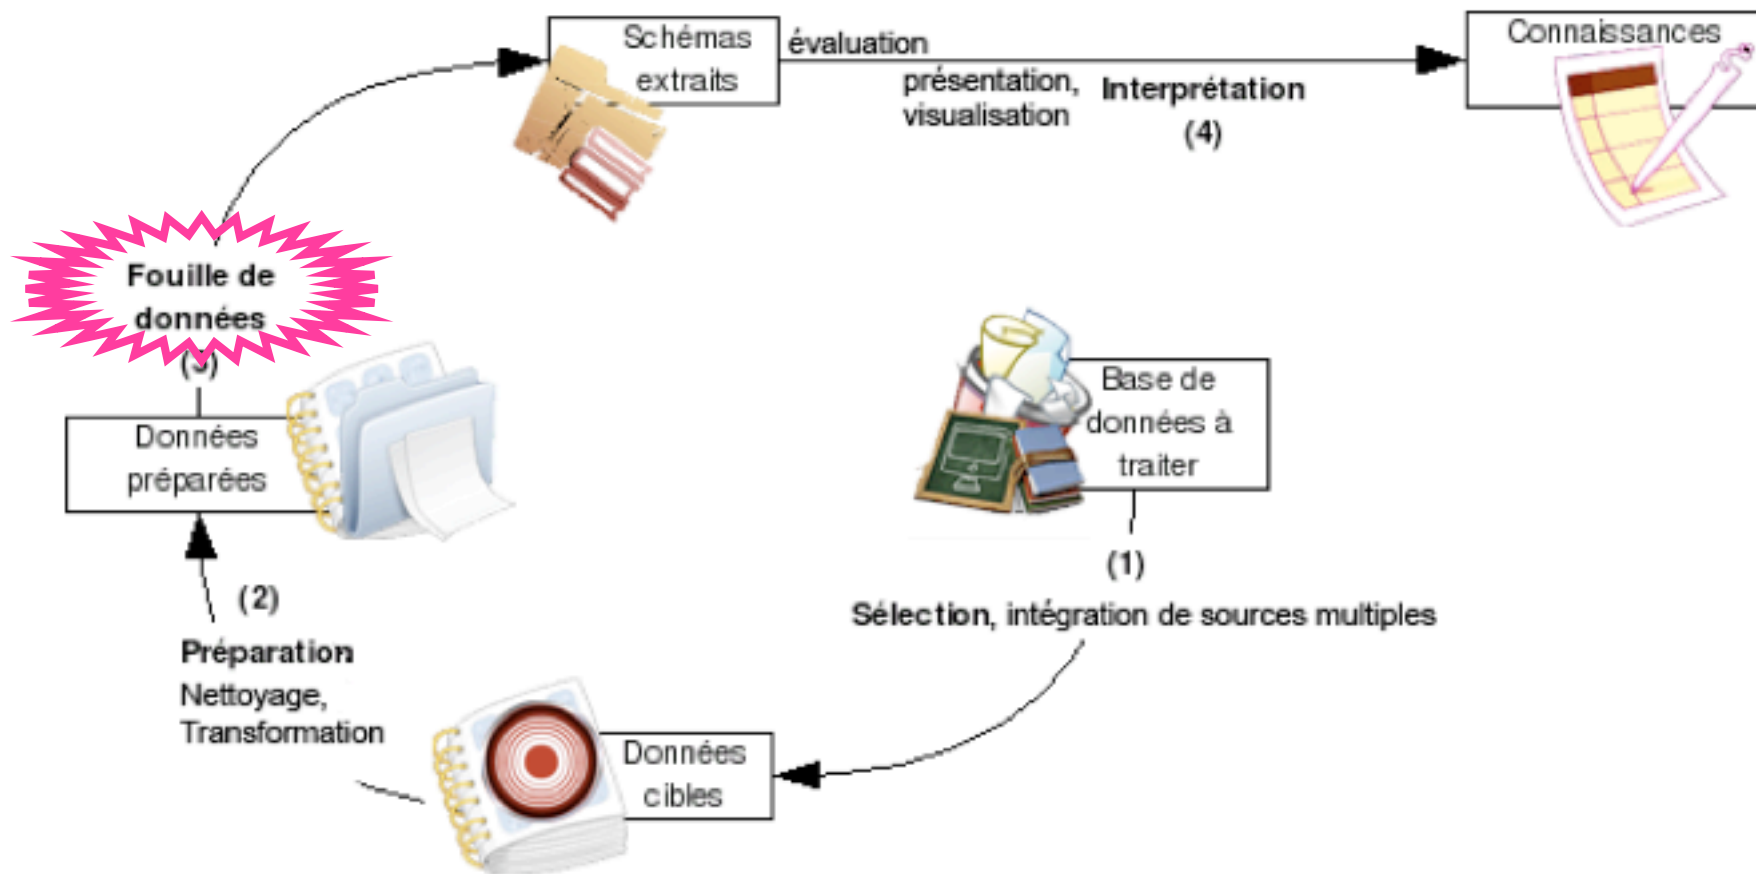 Schémas
extraits
évaluation
présentation,
visualisation
Interprétation
(4)
Connaissances
Fouille de
données
(3)
Données
préparées
Base de
données à
traiter
(1)
Sélection, intégration de sources multiples
(2)
Préparation
Nettoyage,
Transformation
Données
cibles